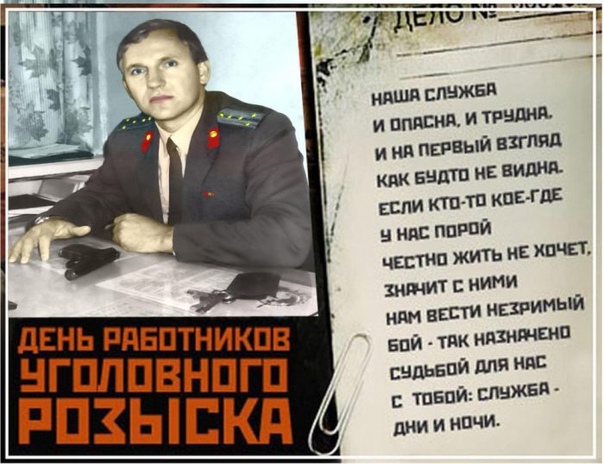 ДЕЛО №
НАША СЛУЖБА
И ОПАСНА, И ТРУДНА,
И НА ПЕРВЫЙ ВЗГЛЯД
КАК БУДТО НЕ ВИДНА.
ЕСЛИ КТО-ТО КОЕ-ГДЕ
У НАС ПОРОЙ
ЧЕСТНО ЖИТЬ НЕ ХОЧЕТ,
ЗНАЧИТ С НИМИ
НАМ ВЕСТИ НЕЗРИМЫЙ
БОЙ - ТАК НАЗНАЧЕНО
СУДЬБОЙ ДЛЯ НАС
С ТОБОЙ: СЛУЖБА -
ДНИ И НОЧИ.
ДЕНЬ РАБОТНИКОВ
УГОЛОВНОГО
РОЗЫСКА